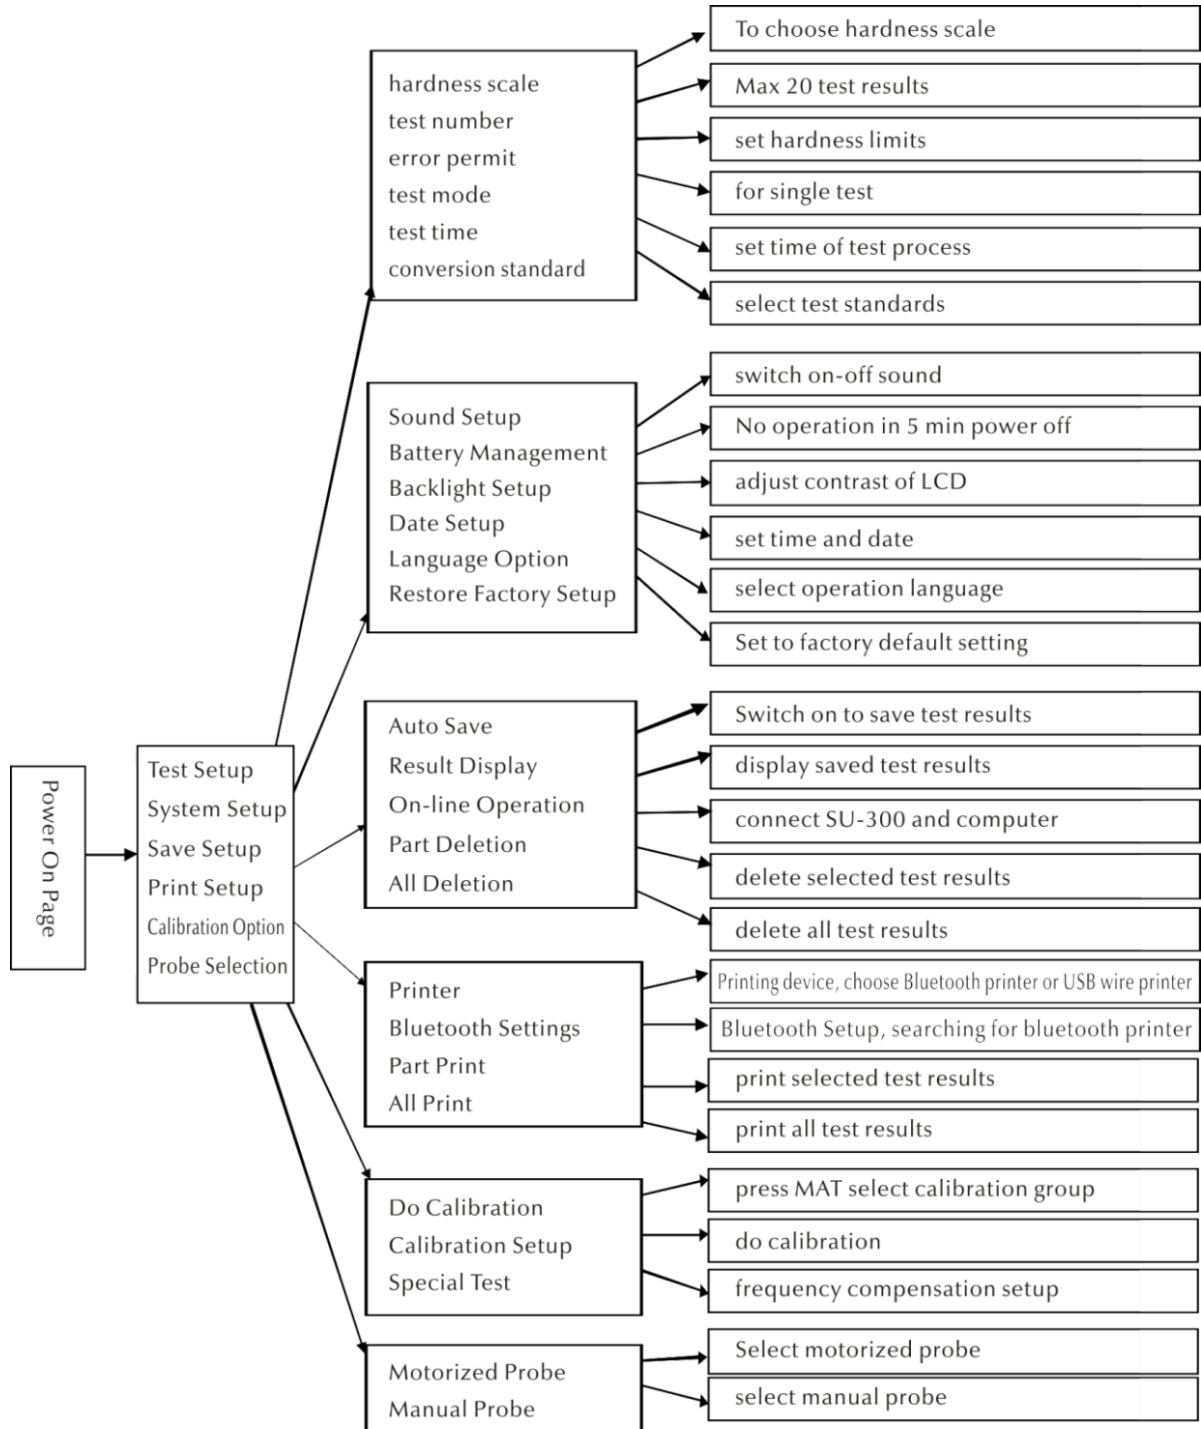 Power On Page
Test Setup
System Setup
Save Setup
Print Setup
Calibration Option
Probe Selection
hardness scale
test number
error permit
test mode
test time
conversion standard
To choose hardness scale
Max 20 test results
set hardness limits
for single test
set time of test process
select test standards
Sound Setup
Battery Management
Backlight Setup
Date Setup
Language Option
Restore Factory Setup
switch on-off sound
No operation in 5 min power off
adjust contrast of LCD
set time and date
select operation language
Set to factory default setting
Auto Save
Result Display
On-line Operation
Part Deletion
All Deletion
Switch on to save test results
display saved test results
connect SU-300 and computer
delete selected test results
delete all test results
Printer
Bluetooth Settings
Part Print
All Print
Printing device, choose Bluetooth printer or USB wire printer
Bluetooth Setup, searching for bluetooth printer
print selected test results
print all test results
Do Calibration
Calibration Setup
Special Test
press MAT select calibration group
do calibration
frequency compensation setup
Motorized Probe
Manual Probe
Select motorized probe
select manual probe